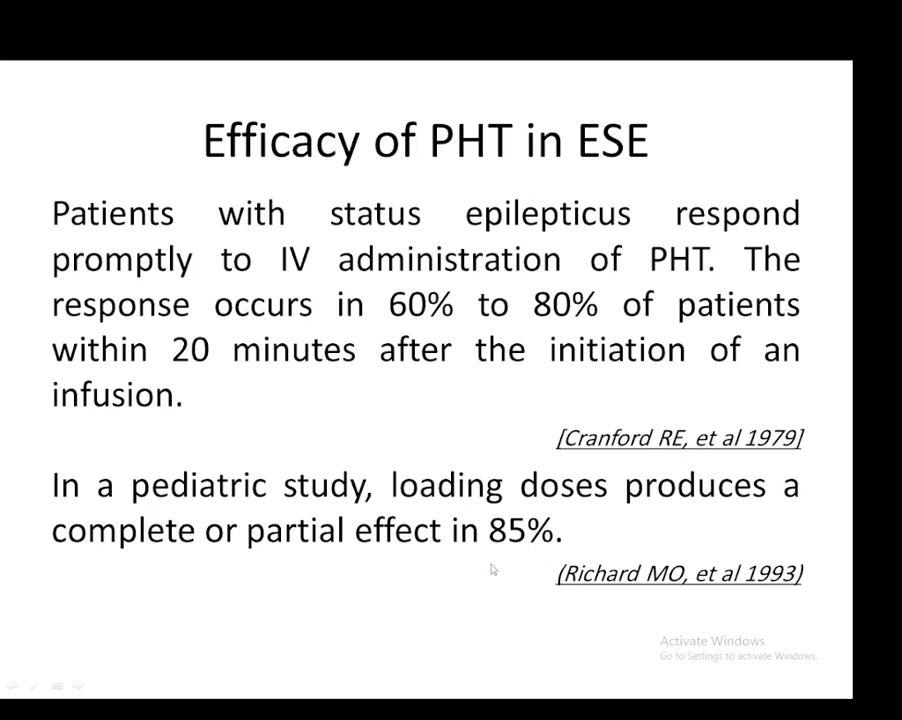 Efficacy of PHT in ESE
Patients with status epilepticus respond
promptly to IV administration of PHT. The
response occurs in 60% to 80% of patients
within 20 minutes after the initiation of an
infusion.
[Cranford RE, et al 1979]
In a pediatric study, loading doses produces a
complete or partial effect in 85%.
(Richard MO, et al 1993)
Activate Windows
Go to Settings to activate Windows.